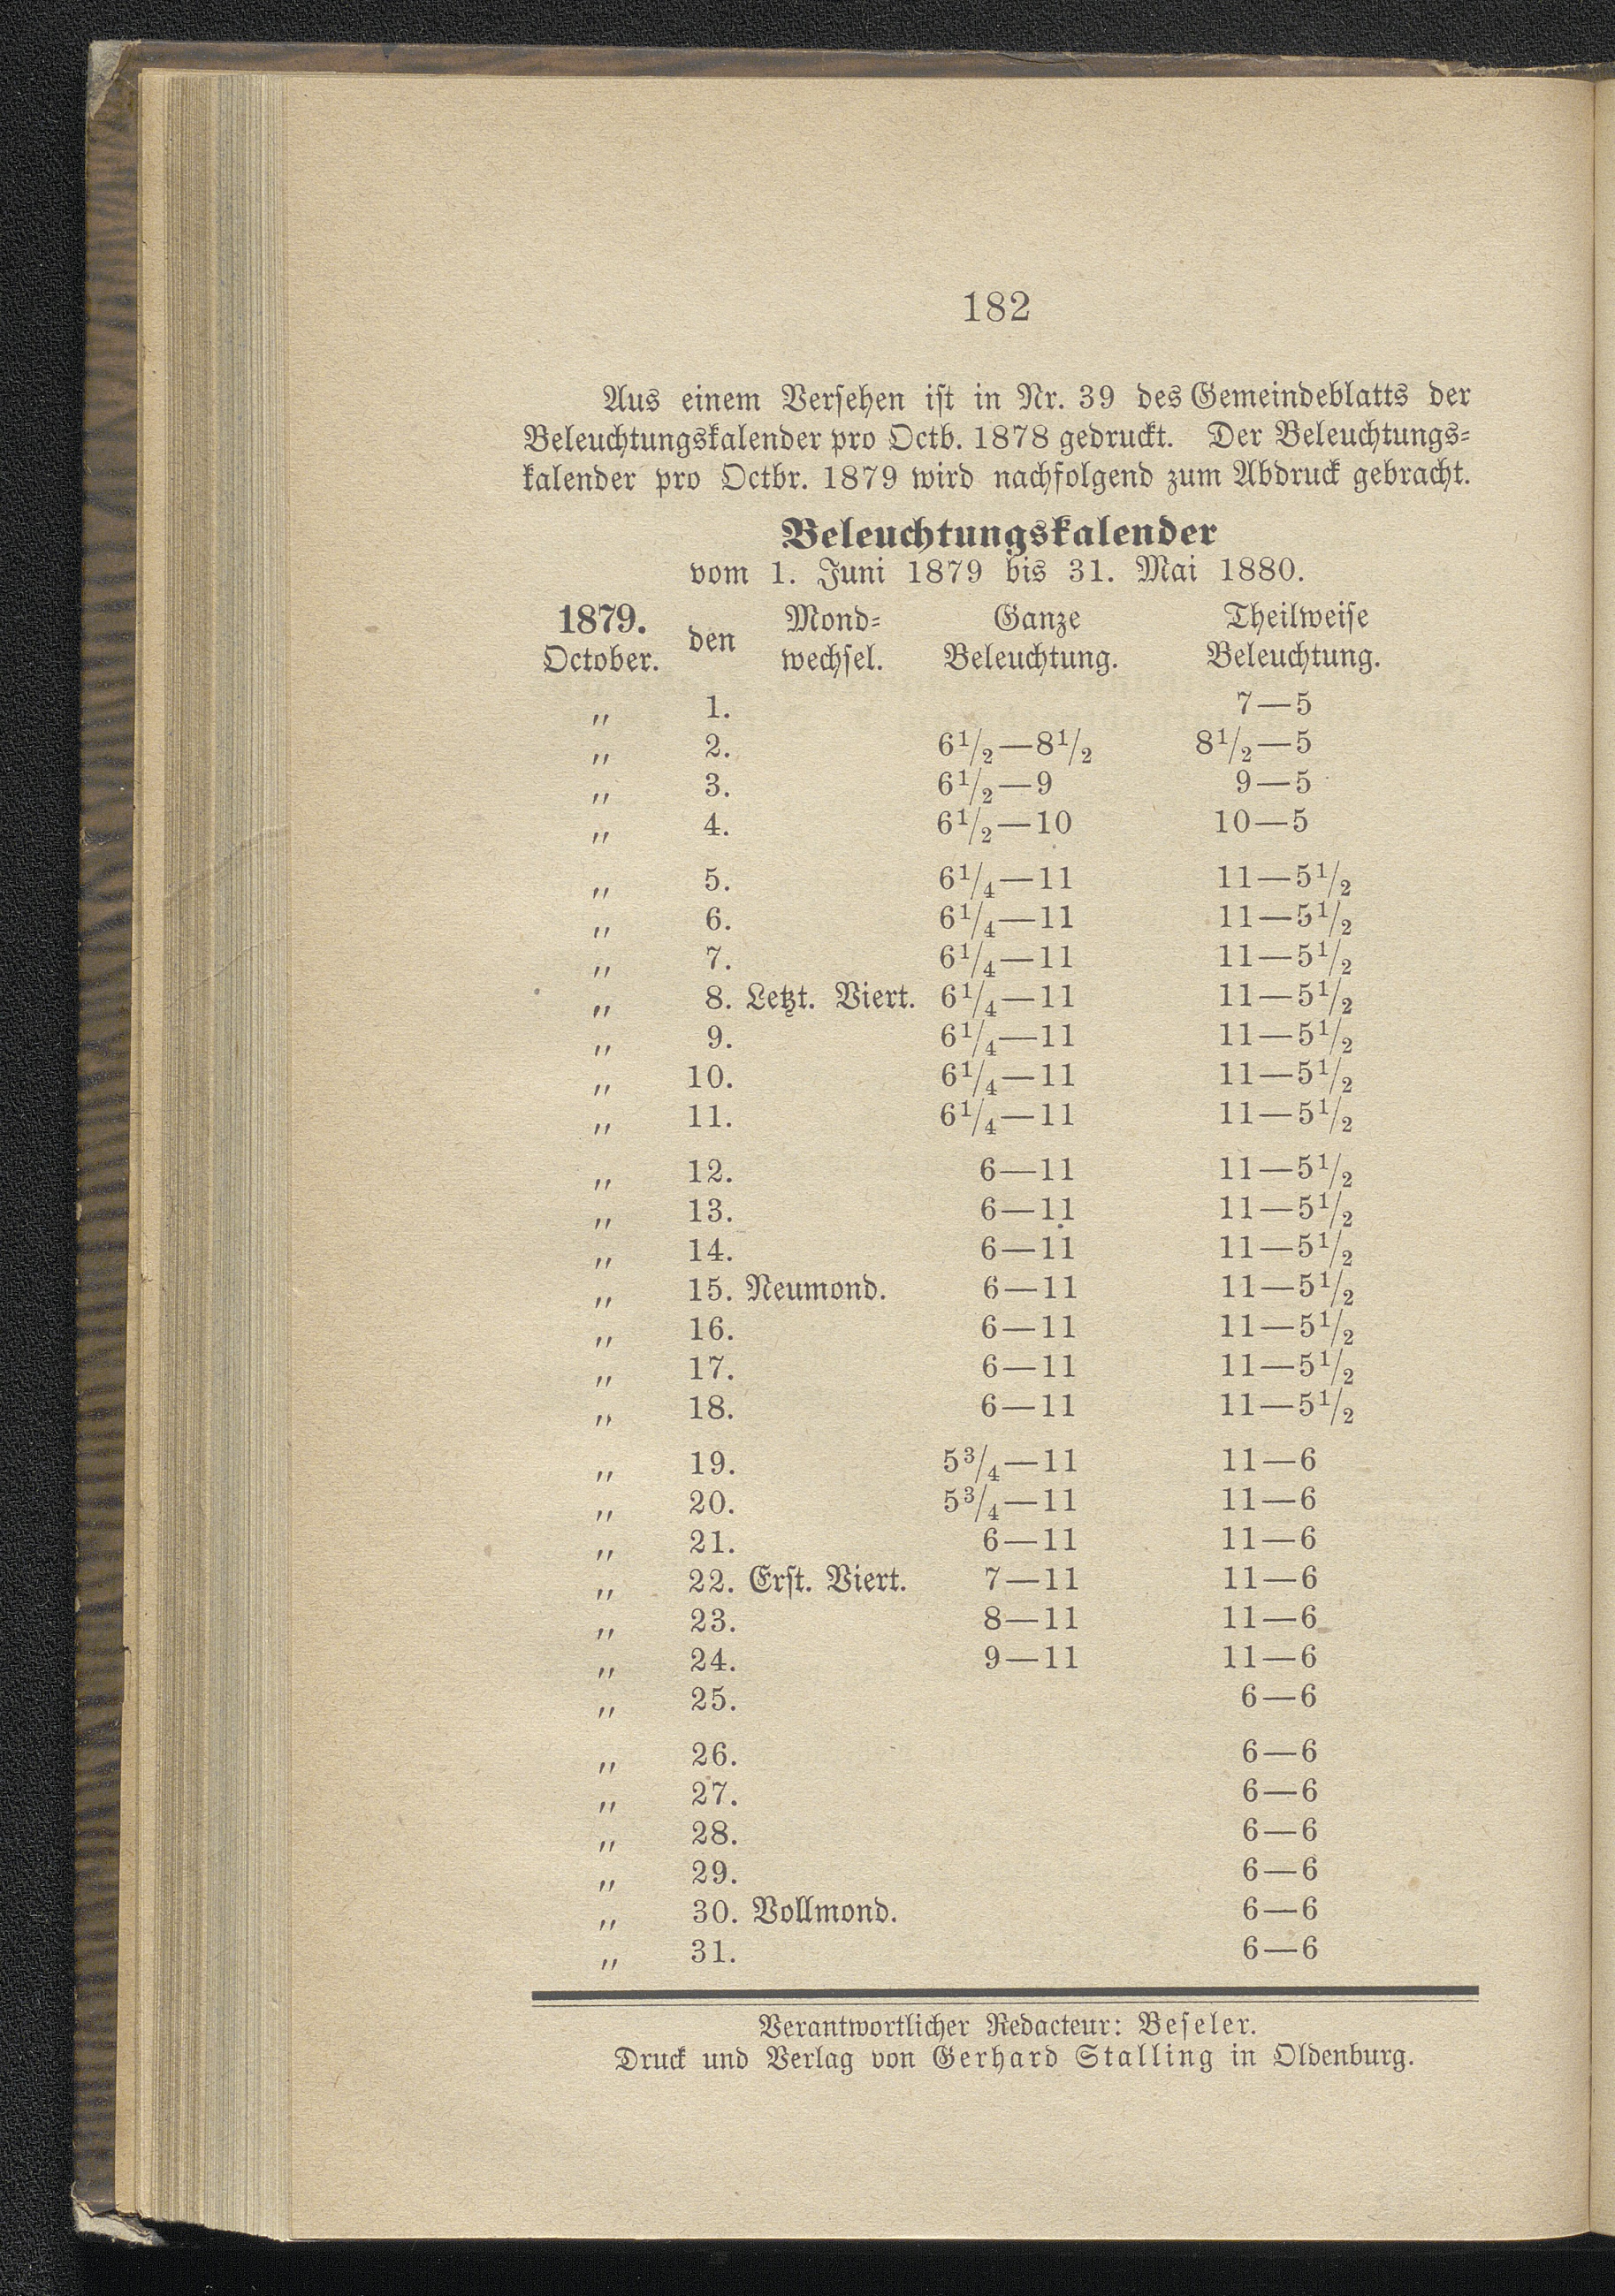 182
Aus einem Versehen ist in Nr. 39 des Gemeindeblatts der
Beleuchtungskalender pro Octb. 1878 gedruckt. Der Beleuchtungs-
kalender pro Octbr. 1879 wird nachfolgend zum Abdruck gebracht.
Beleuchtungskalender
vom 1. Juni 1879 bis 31. Mai 1880.
1879. den Mond- Ganze Theilweise
October. wechsel. Beleuchtung. Beleuchtung.
„ 1. 7—5
„ 2. 6¹/₂—8¹/₂ 8¹/₂—5
„ 3. 6¹/₂—9 9—5
„ 4. 6¹/₂—10 10—5
„ 5. 6¹/₄—11 11—5¹/₂
„ 6. 6¹/₄—11 11—5¹/₂
„ 7. 6¹/₄—11 11—5¹/₂
„ 8. Letzt. Viert. 6¹/₄—11 11—5¹/₂
„ 9. 6¹/₄—11 11—5¹/₂
„ 10. 6¹/₄—11 11—5¹/₂
„ 11. 6¹/₄—11 11—5¹/₂
„ 12. 6—11 11—5¹/₂
„ 13. 6—11 11—5¹/₂
„ 14. 6—11 11—5¹/₂
„ 15. Neumond. 6—11 11—5¹/₂
„ 16. 6—11 11—5¹/₂
„ 17. 6—11 11—5¹/₂
„ 18. 6—11 11—5¹/₂
„ 19. 5³/₄—11 11—6
„ 20. 5³/₄—11 11—6
„ 21. 6—11 11—6
„ 22. Erst. Viert. 7—11 11—6
„ 23. 8—11 11—6
„ 24. 9—11 11—6
„ 25. 6—6
„ 26. 6—6
„ 27. 6—6
„ 28. 6—6
„ 29. 6—6
„ 30. Vollmond. 6—6
„ 31. 6—6
Verantwortlicher Redacteur: Beseler.
Druck und Verlag von Gerhard Stalling in Oldenburg.